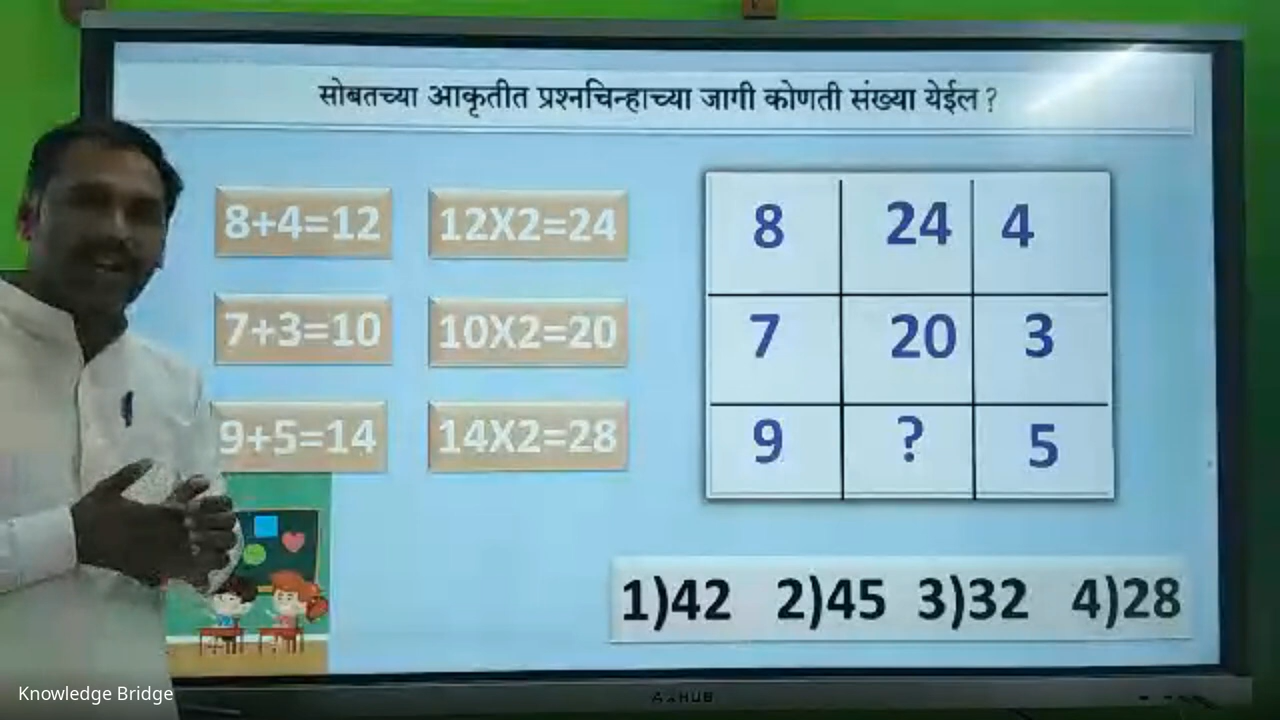 सोबतच्या आकृतीत प्रश्नचिन्हाच्या जागी कोणती संख्या येईल ?
8+4=12 12X2=24
7+3=10 10X2=20
9+5=14 14X2=28
8 24 4
7 20 3
9 ? 5
1)42 2)45 3)32 4)28
Knowledge Bridge